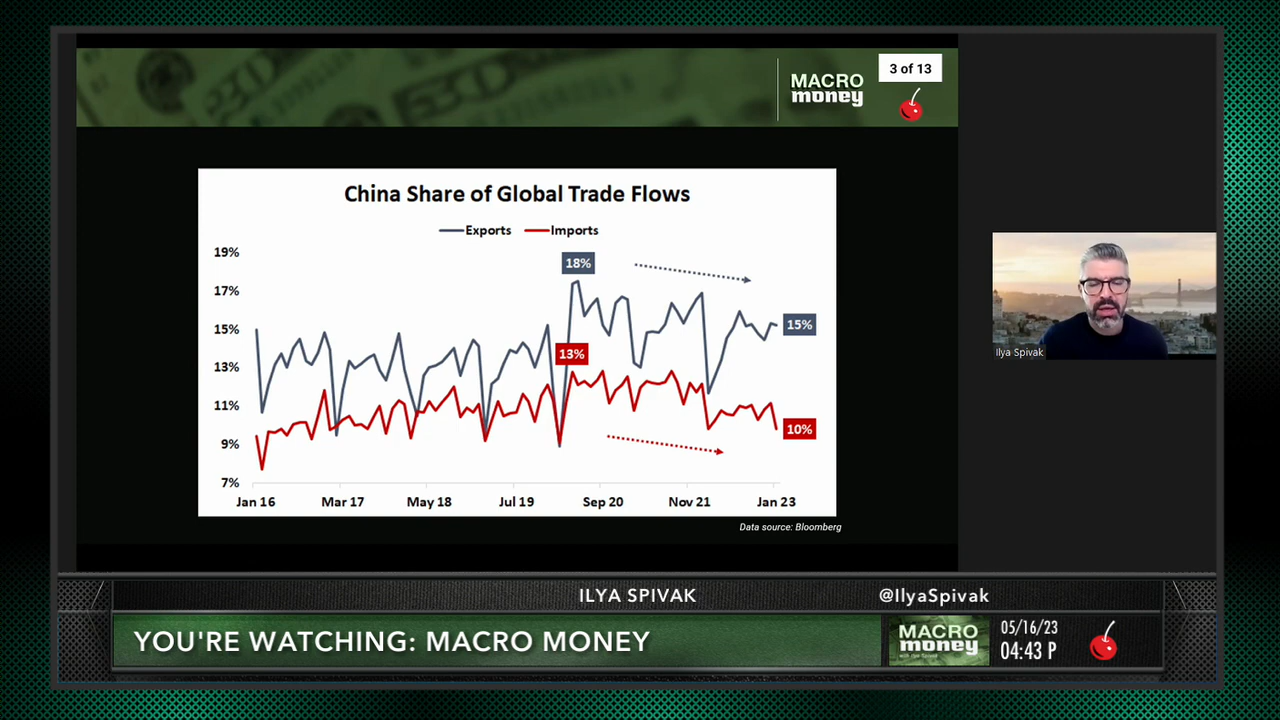 3 of 13
MACRO
money
China Share of Global Trade Flows
Exports Imports
19%
17%
15%
13%
11%
9%
7%
18%
13%
15%
10%
Jan 16 Mar 17 May 18 Jul 19 Sep 20 Nov 21 Jan 23
Data source: Bloomberg
Ilya Spivak
ILYA SPIVAK @IlyaSpivak
YOU'RE WATCHING: MACRO MONEY
MACRO
money
with Ilya Spivak
05/16/23
04:43 P